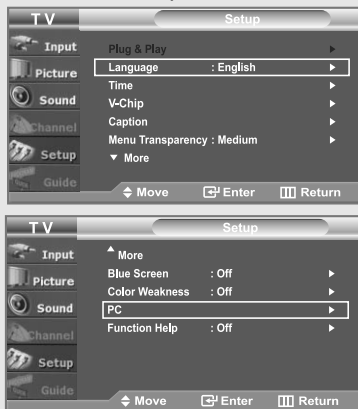 T V Setup
Input
Picture
Sound
Channel
Setup
Guide
Plug & Play
Language : English
Time
V-Chip
Caption
Menu Transparency : Medium
▼ More
Move Enter Return
T V Setup
Input
Picture
Sound
Channel
Setup
Guide
▲ More
Blue Screen : Off
Color Weakness : Off
PC
Function Help : Off
Move Enter Return